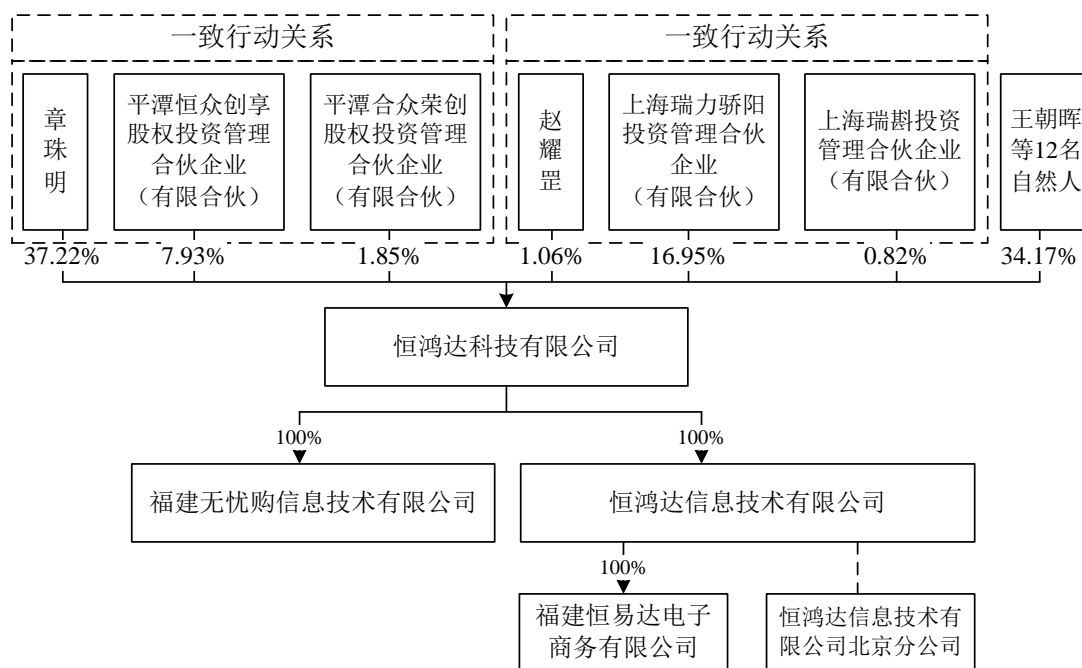 一致行动关系
一致行动关系
章
珠
明
平潭恒众创享
股权投资管理
合伙企业
（有限合伙）
平潭合众荣创
股权投资管理
合伙企业
（有限合伙）
赵
耀
罡
上海瑞力骄阳
投资管理合伙
企业
（有限合伙）
上海瑞斟投资
管理合伙企业
（有限合伙）
王朝晖
等12名
自然人
37.22%
7.93%
1.85%
1.06%
16.95%
0.82%
34.17%
恒鸿达科技有限公司
100%
100%
福建无忧购信息技术有限公司
恒鸿达信息技术有限公司
100%
福建恒易达电子
商务有限公司
恒鸿达信息技术有
限公司北京分公司